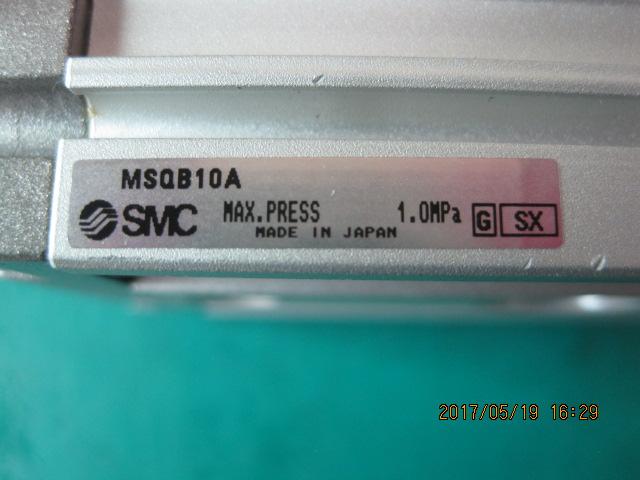 MSQB10A
SMC MAX.PRESS 1.0MPa G SX
MADE IN JAPAN
2017/05/19 16:29